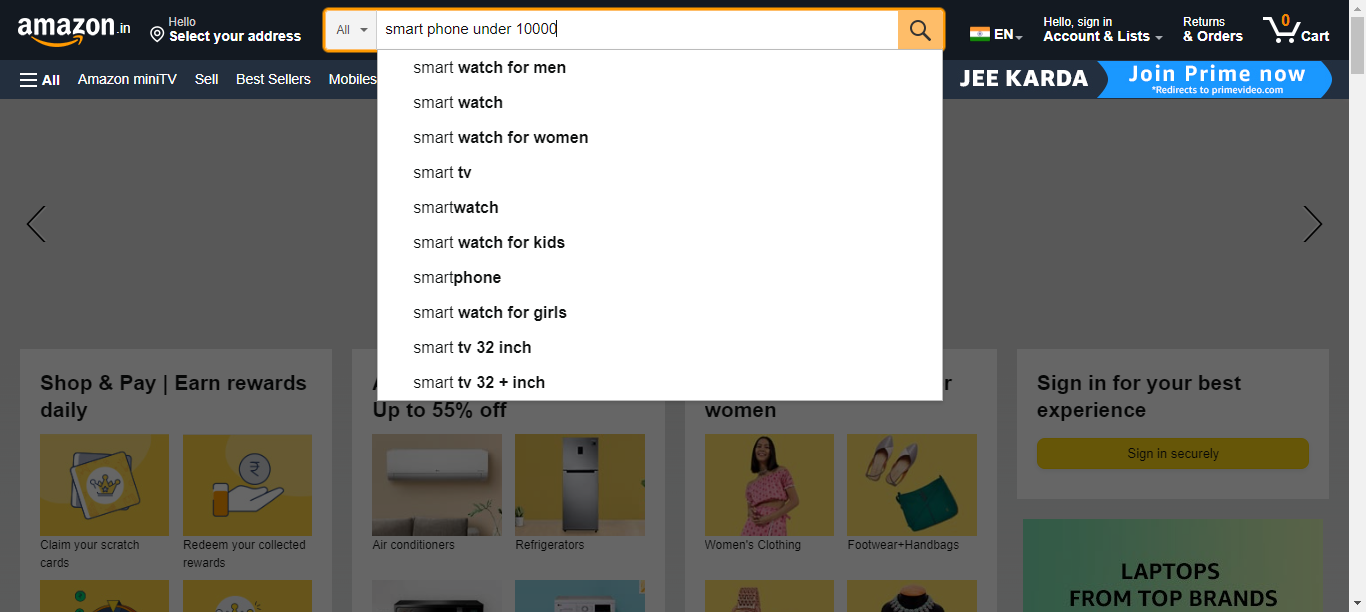 amazon.in
Hello
Select your address
All
smart phone under 10000
EN
Hello, sign in
Account & Lists
Returns
& Orders
0
Cart
All
Amazon miniTV
Sell
Best Sellers
Mobiles
JEE KARDA
Join Prime now
*Redirects to primevideo.com
smart watch for men
smart watch
smart watch for women
smart tv
smartwatch
smart watch for kids
smartphone
smart watch for girls
smart tv 32 inch
smart tv 32 + inch
Shop & Pay | Earn rewards
daily
Claim your scratch
cards
Redeem your collected
rewards
Up to 55% off
Air conditioners
Refrigerators
women
Women's Clothing
Footwear+Handbags
Sign in for your best
experience
Sign in securely
LAPTOPS
FROM TOP BRANDS